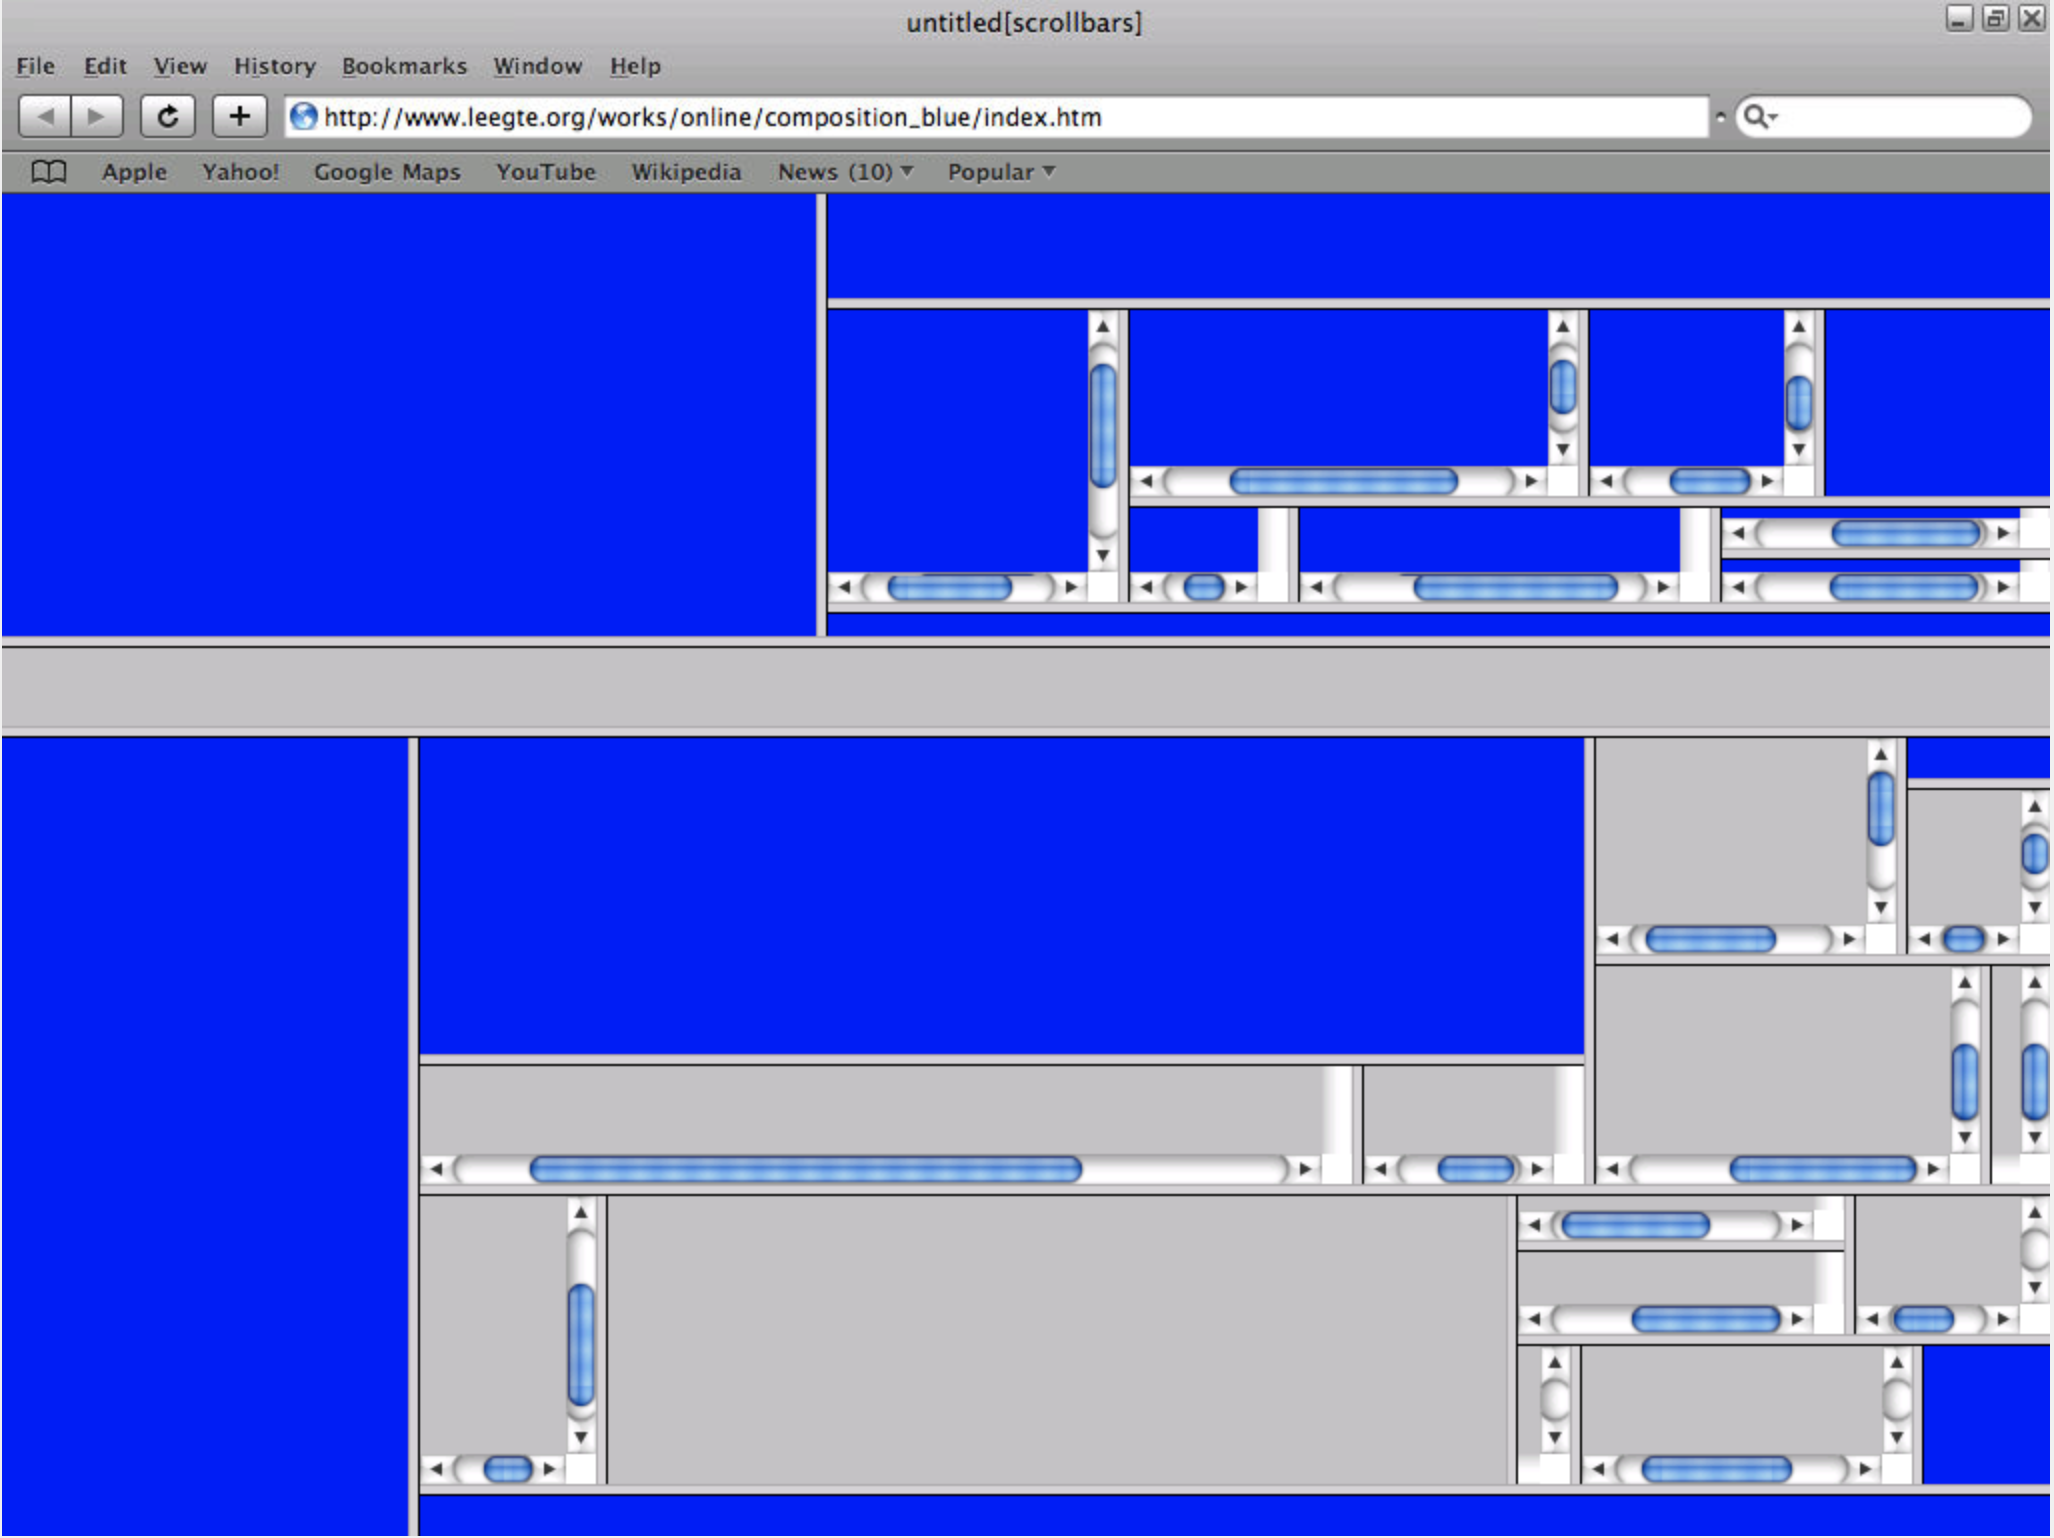 untitled[scrollbars]
File Edit View History Bookmarks Window Help
http://www.leegte.org/works/online/composition_blue/index.htm
Apple Yahoo! Google Maps YouTube Wikipedia News (10) Popular